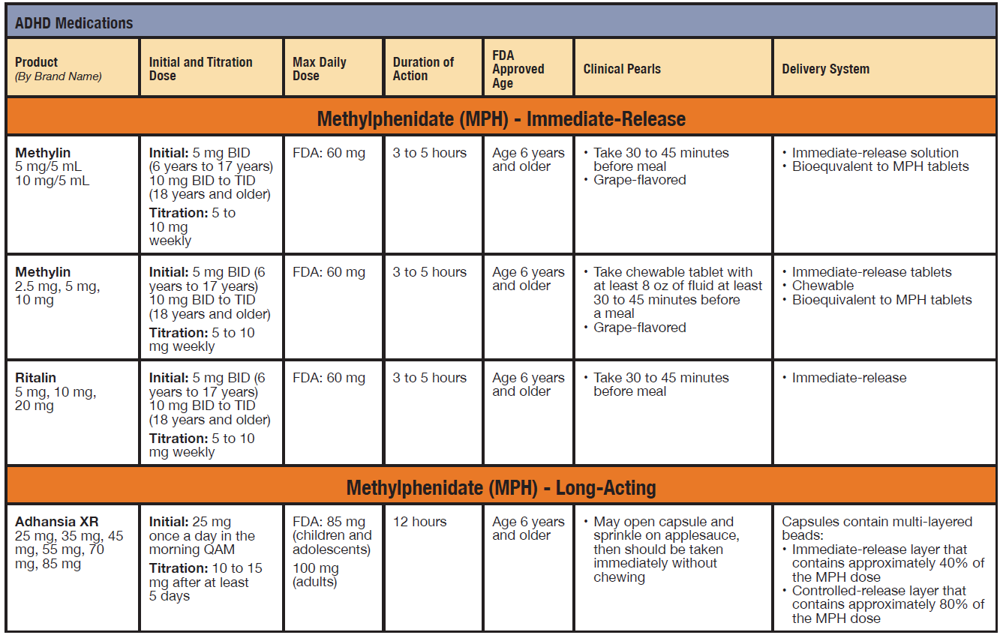 ADHD Medications
Product
(By Brand Name)
Initial and Titration
Dose
Max Daily
Dose
Duration of
Action
FDA
Approved
Age
Clinical Pearls
Delivery System
Methylphenidate (MPH) - Immediate-Release
Methylin
5 mg/5 mL
10 mg/5 mL
Initial: 5 mg BID
(6 years to 17 years)
10 mg BID to TID
(18 years and older)
Titration: 5 to
10 mg
weekly
FDA: 60 mg
3 to 5 hours
Age 6 years
and older
• Take 30 to 45 minutes
before meal
• Grape-flavored
• Immediate-release solution
• Bioequvalent to MPH tablets
Methylin
2.5 mg, 5 mg,
10 mg
Initial: 5 mg BID (6
years to 17 years)
10 mg BID to TID
(18 years and older)
Titration: 5 to 10
mg weekly
FDA: 60 mg
3 to 5 hours
Age 6 years
and older
• Take chewable tablet with
at least 8 oz of fluid at least
30 to 45 minutes before
a meal
• Grape-flavored
• Immediate-release tablets
• Chewable
• Bioequivalent to MPH tablets
Ritalin
5 mg, 10 mg,
20 mg
Initial: 5 mg BID (6
years to 17 years)
10 mg BID to TID
(18 years and older)
Titration: 5 to 10
mg weekly
FDA: 60 mg
3 to 5 hours
Age 6 years
and older
• Take 30 to 45 minutes
before meal
• Immediate-release
Methylphenidate (MPH) - Long-Acting
Adhansia XR
25 mg, 35 mg, 45
mg, 55 mg, 70
mg, 85 mg
Initial: 25 mg
once a day in the
morning QAM
Titration: 10 to 15
mg after at least
5 days
FDA: 85 mg
(children and
adolescents)
100 mg
(adults)
12 hours
Age 6 years
and older
• May open capsule and
sprinkle on applesauce,
then should be taken
immediately without
chewing
Capsules contain multi-layered
beads:
• Immediate-release layer that
contains approximately 40% of
the MPH dose
• Controlled-release layer that
contains approximately 80% of
the MPH dose